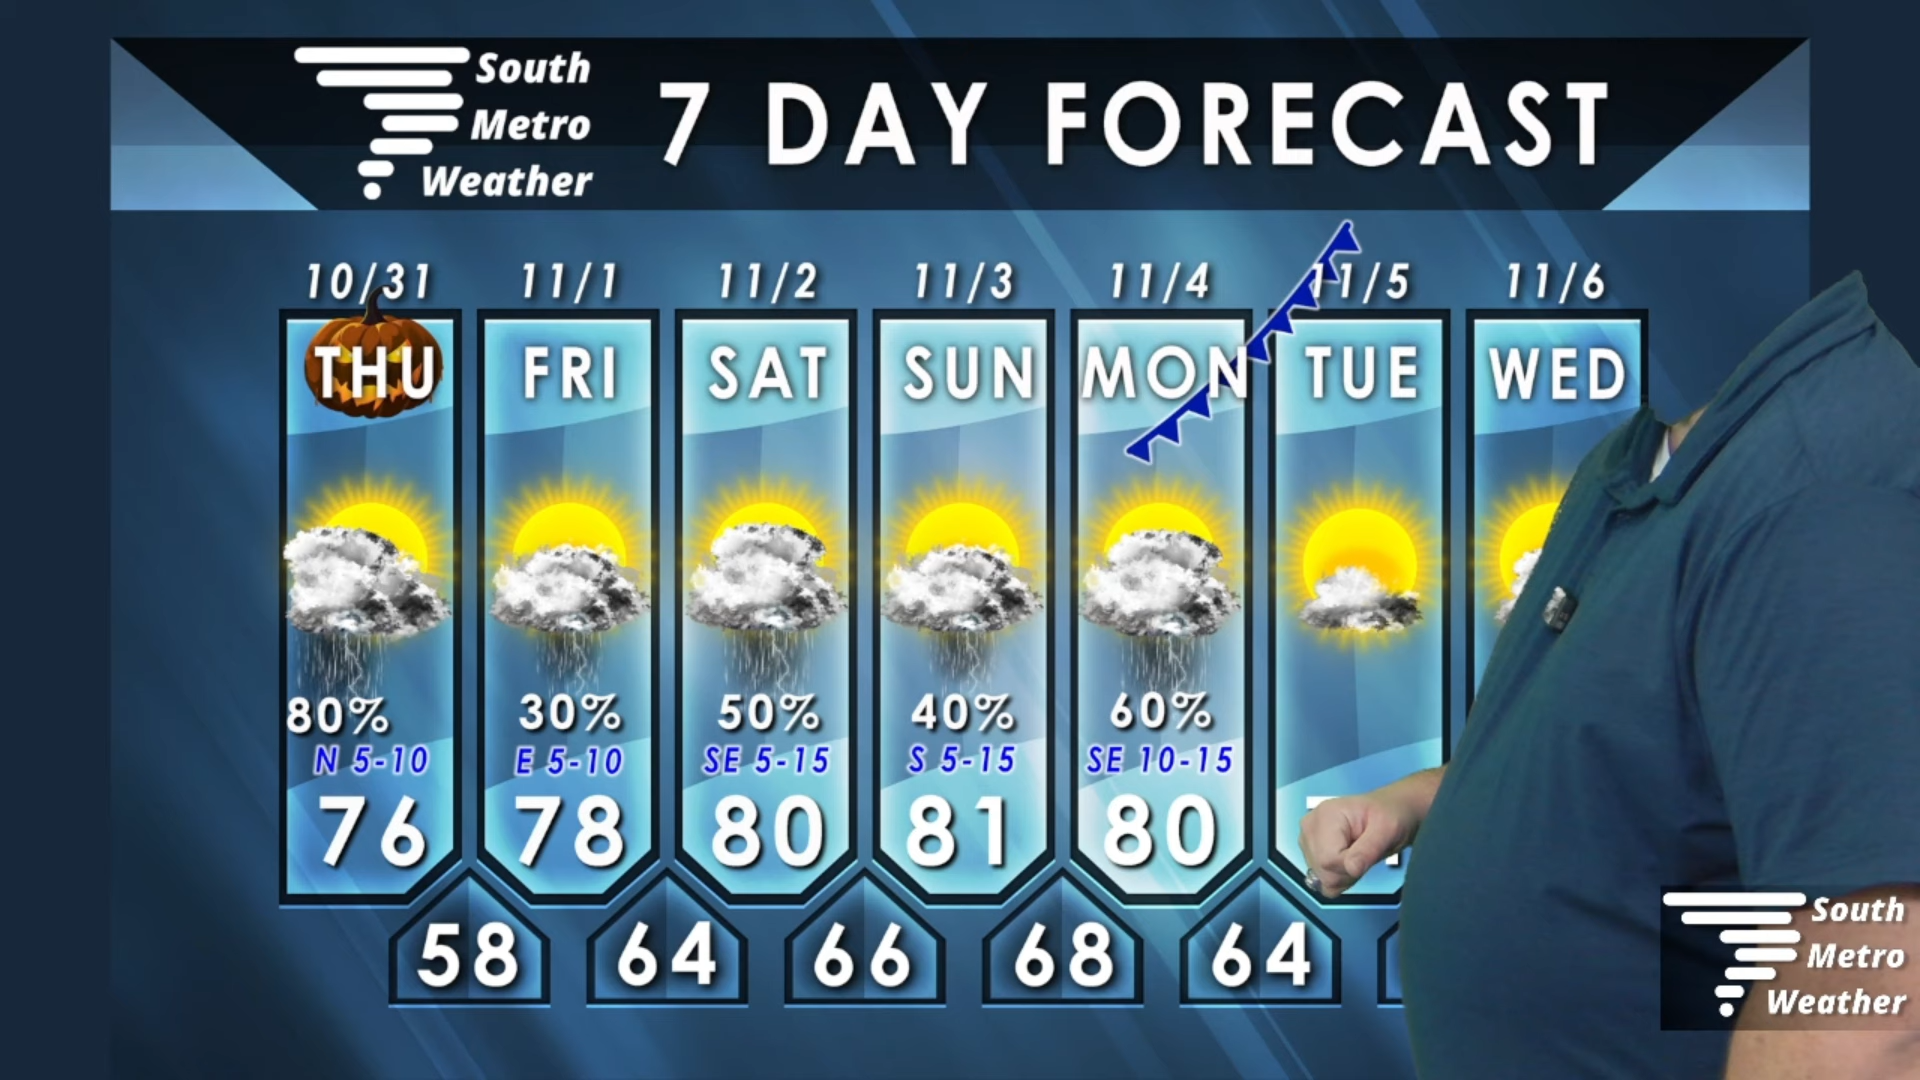 South
Metro
Weather
7 DAY FORECAST
10/31 11/1 11/2 11/3 11/4 11/5 11/6
THU FRI SAT SUN MON TUE WED
80% 30% 50% 40% 60%
N 5-10 E 5-10 SE 5-15 S 5-15 SE 10-15
76 78 80 81 80
58 64 66 68 64
South
Metro
Weather